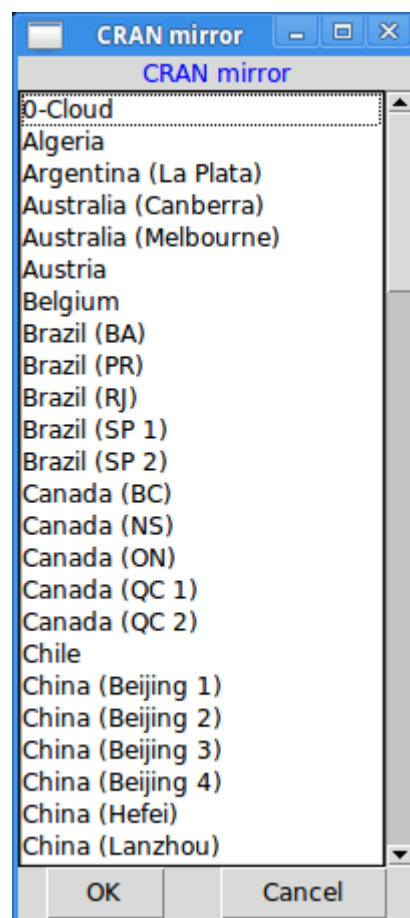 CRAN mirror
CRAN mirror
0-Cloud
Algeria
Argentina (La Plata)
Australia (Canberra)
Australia (Melbourne)
Austria
Belgium
Brazil (BA)
Brazil (PR)
Brazil (RJ)
Brazil (SP 1)
Brazil (SP 2)
Canada (BC)
Canada (NS)
Canada (ON)
Canada (QC 1)
Canada (QC 2)
Chile
China (Beijing 1)
China (Beijing 2)
China (Beijing 3)
China (Beijing 4)
China (Hefei)
China (Lanzhou)
OK Cancel